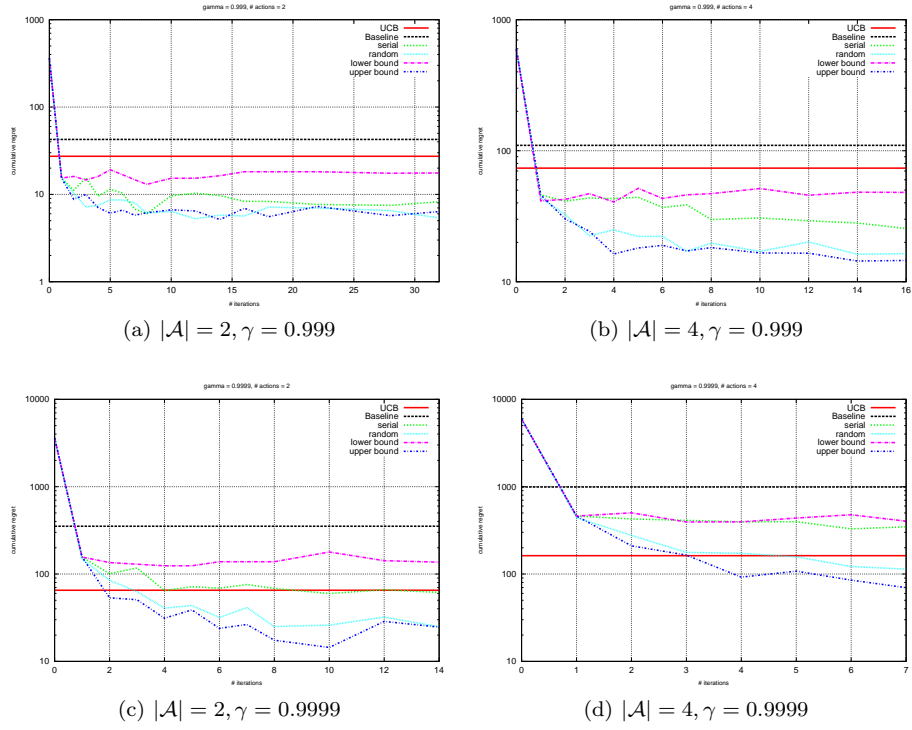 gamma = 0.999, # actions = 2
1000
100
10
1
cumulative regret
UCB
Baseline
serial
random
lower bound
upper bound
0 5 10 15 20 25 30
# iterations
(a) |𝒜| = 2, γ = 0.999
gamma = 0.999, # actions = 4
1000
100
10
cumulative regret
UCB
Baseline
serial
random
lower bound
upper bound
0 2 4 6 8 10 12 14 16
# iterations
(b) |𝒜| = 4, γ = 0.999
gamma = 0.9999, # actions = 2
10000
1000
100
10
cumulative regret
UCB
Baseline
serial
random
lower bound
upper bound
0 2 4 6 8 10 12 14
# iterations
(c) |𝒜| = 2, γ = 0.9999
gamma = 0.9999, # actions = 4
10000
1000
100
10
cumulative regret
UCB
Baseline
serial
random
lower bound
upper bound
0 1 2 3 4 5 6 7
# iterations
(d) |𝒜| = 4, γ = 0.9999